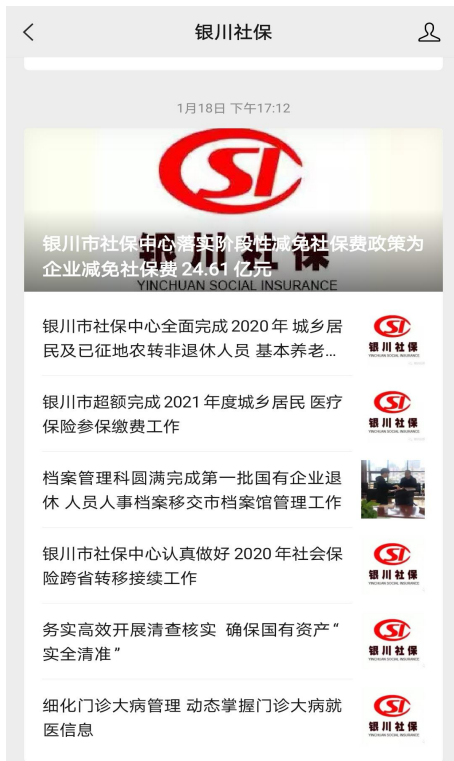 银川社保
1月18日 下午17:12
CSI
银川社保
YINCHUAN SOCIAL INSURANCE
银川市社保中心落实阶段性减免社保费政策为
企业减免社保费 24.61 亿元
银川市社保中心全面完成 2020 年 城乡居
民及已征地农转非退休人员 基本养老...
CSI
银川社保
银川市超额完成 2021 年度城乡居民 医疗
保险参保缴费工作
CSI
银川社保
档案管理科圆满完成第一批国有企业退
休 人员人事档案移交市档案馆管理工作
银川市社保中心认真做好 2020 年社会保
险跨省转移接续工作
CSI
银川社保
务实高效开展清查核实 确保国有资产“
实全清准”
CSI
银川社保
细化门诊大病管理 动态掌握门诊大病就
医信息
CSI
银川社保